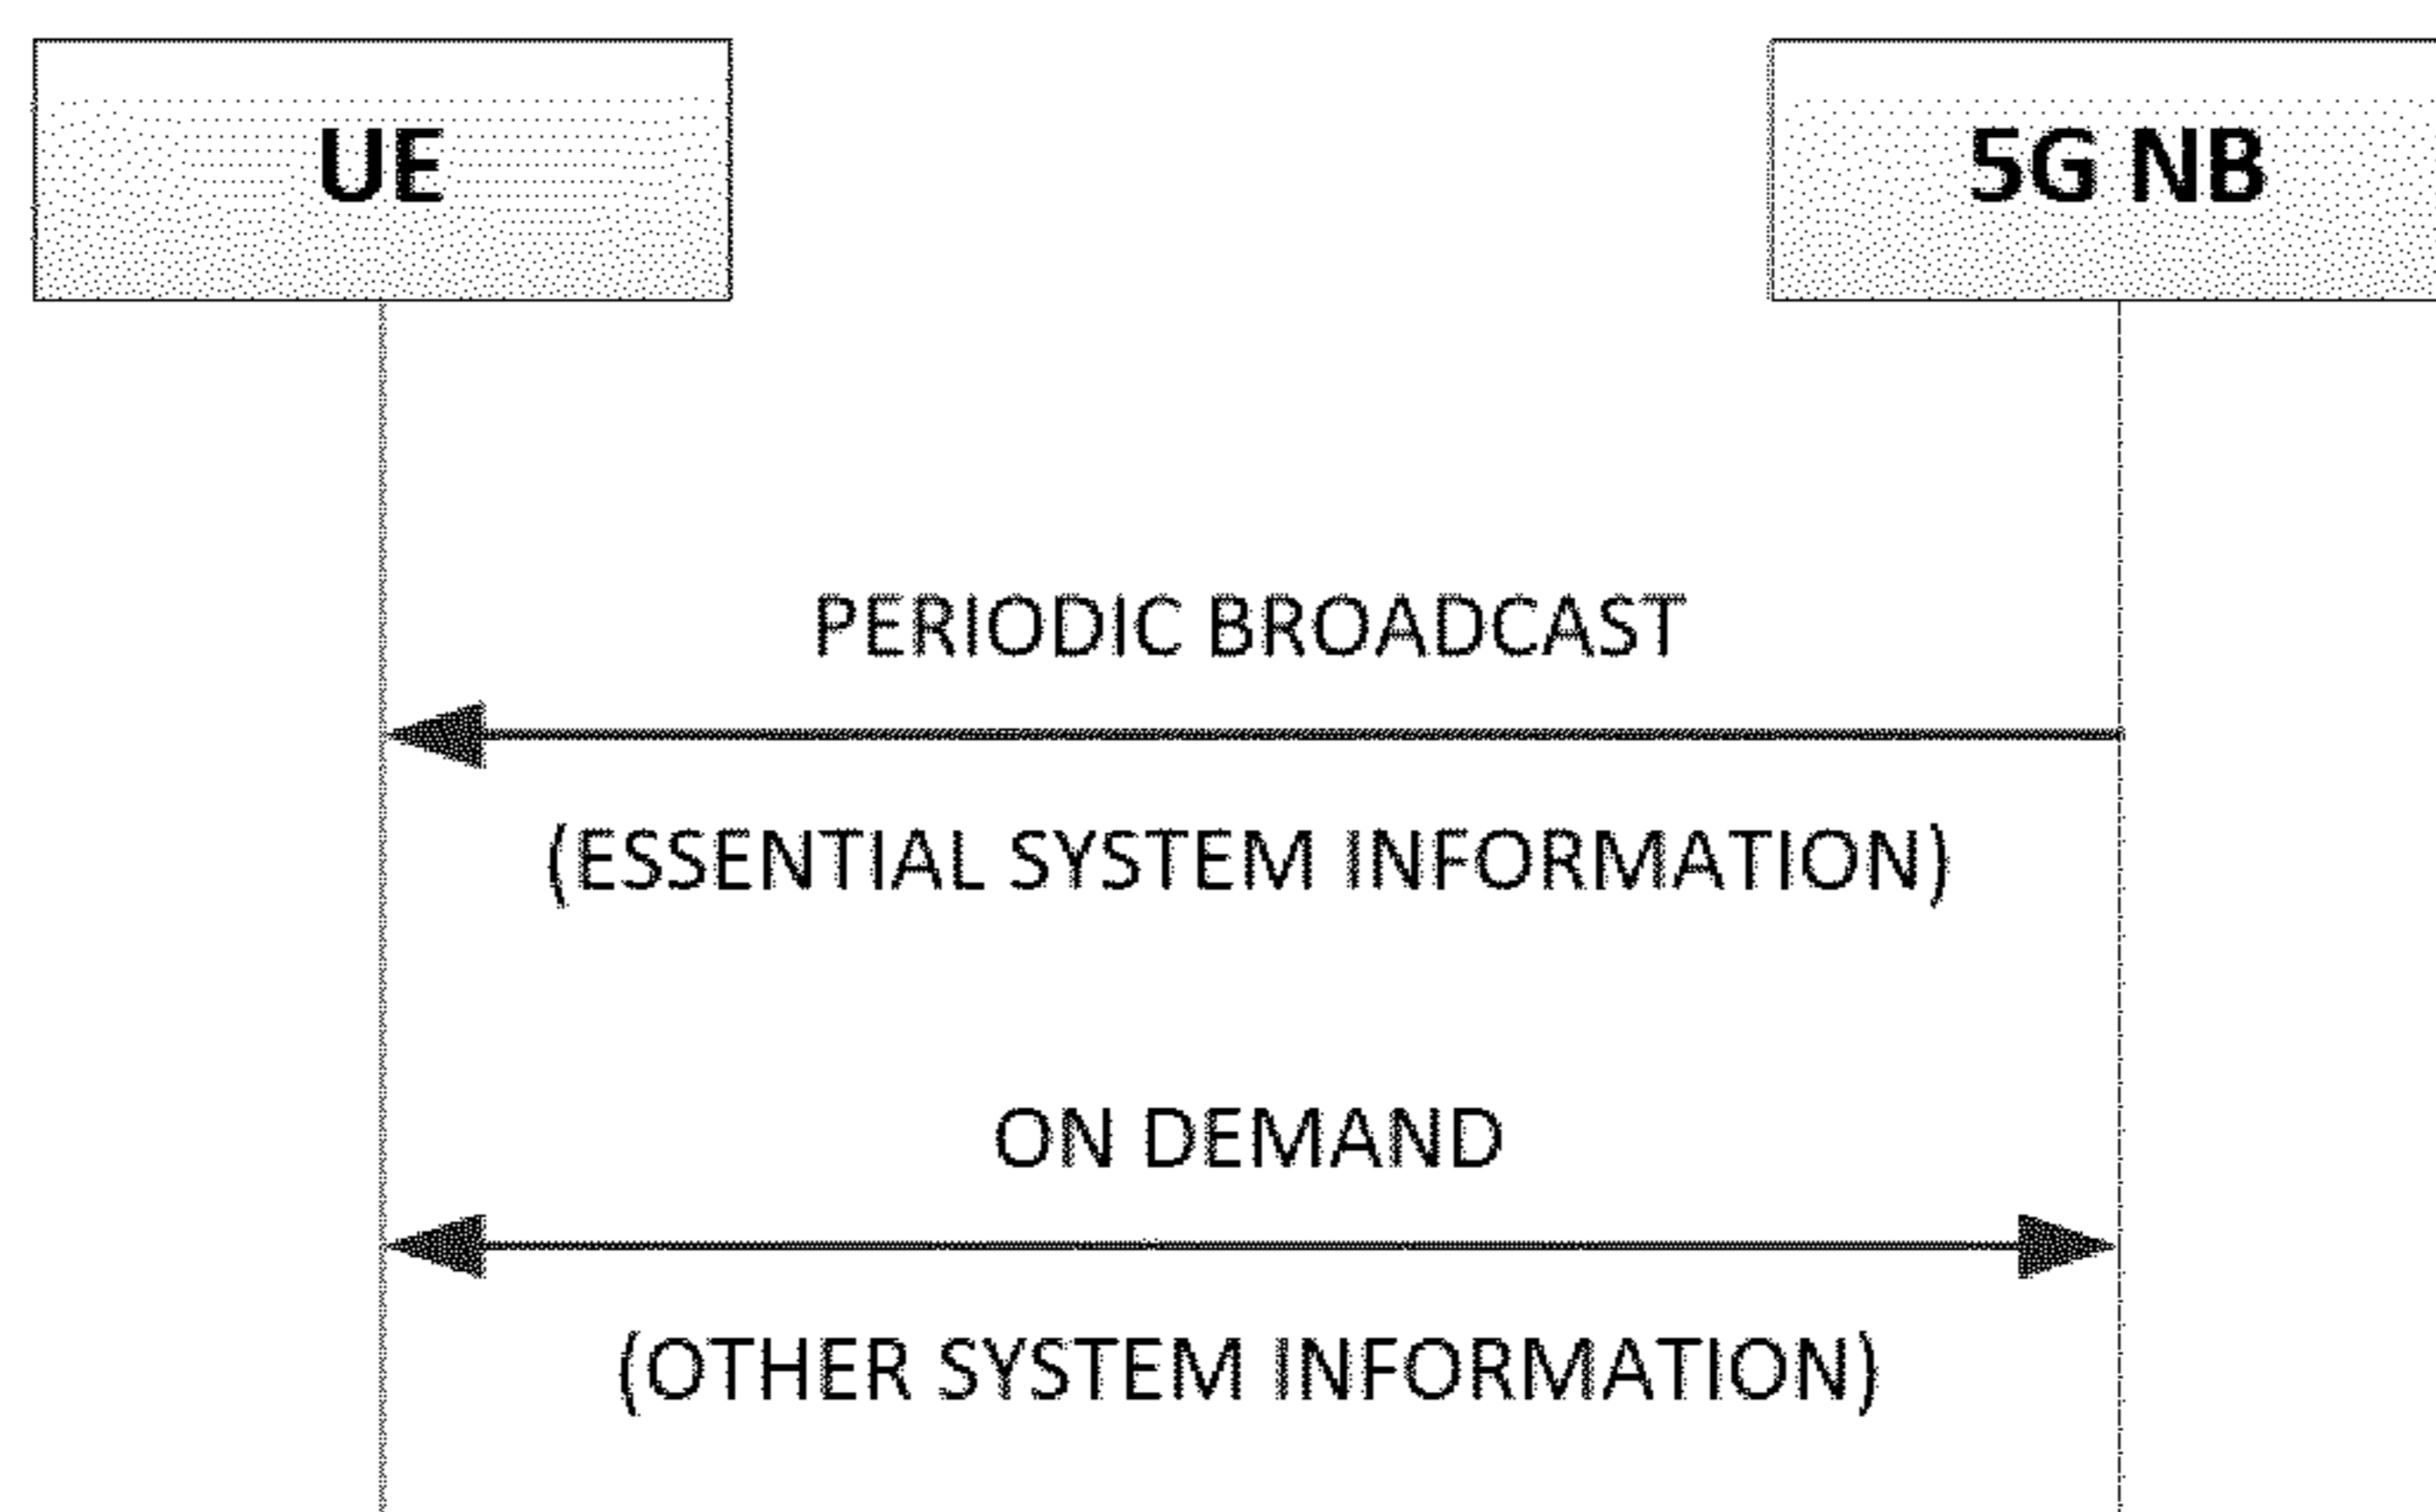 UE
5G NB
PERIODIC BROADCAST
(ESSENTIAL SYSTEM INFORMATION)
ON DEMAND
(OTHER SYSTEM INFORMATION)